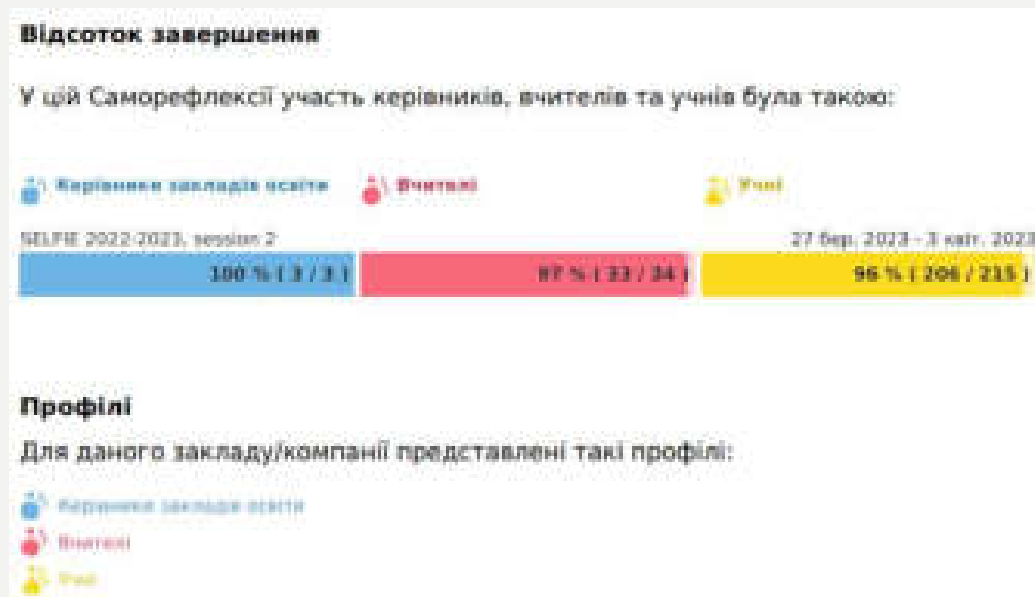 Відсоток завершення
У цій Саморефлексії участь керівників, вчителів та учнів була такою:
Керівники закладів освіти Вчителі Учні
SELFIE 2022-2023, session 2 27 бер. 2023 - 3 квіт. 2023
100 % ( 3 / 3 ) 97 % ( 33 / 34 ) 96 % ( 206 / 215 )
Профілі
Для даного закладу/компанії представлені такі профілі:
Керівники закладів освіти
Вчителі
Учні